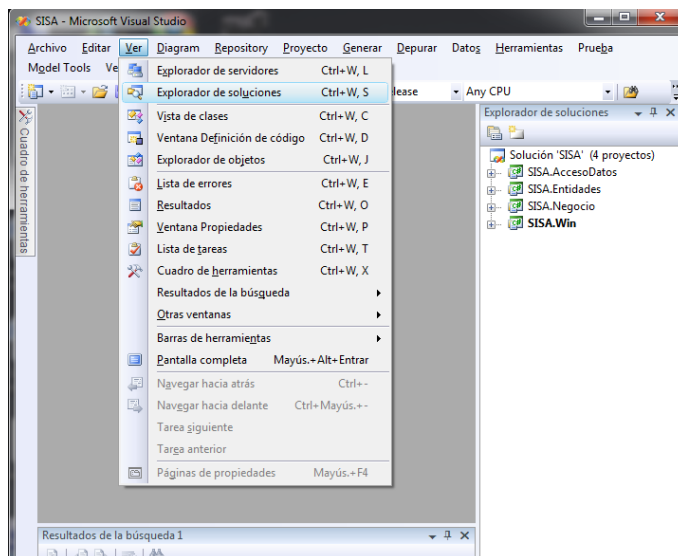 SISA - Microsoft Visual Studio
Archivo Editar Ver Diagram Repository Proyecto Generar Depurar Datos Herramientas Prueba
Model Tools Ve
lease Any CPU
Cuadro de herramientas
Explorador de servidores Ctrl+W, L
Explorador de soluciones Ctrl+W, S
Vista de clases Ctrl+W, C
Ventana Definición de código Ctrl+W, D
Explorador de objetos Ctrl+W, J
Lista de errores Ctrl+W, E
Resultados Ctrl+W, O
Ventana Propiedades Ctrl+W, P
Lista de tareas Ctrl+W, T
Cuadro de herramientas Ctrl+W, X
Resultados de la búsqueda
Otras ventanas
Barras de herramientas
Pantalla completa Mayús.+Alt+Entrar
Navegar hacia atrás Ctrl+-
Navegar hacia delante Ctrl+Mayús.+-
Tarea siguiente
Tarea anterior
Páginas de propiedades Mayús.+F4
Explorador de soluciones
Solución 'SISA' (4 proyectos)
SISA.AccesoDatos
SISA.Entidades
SISA.Negocio
SISA.Win
Resultados de la búsqueda 1